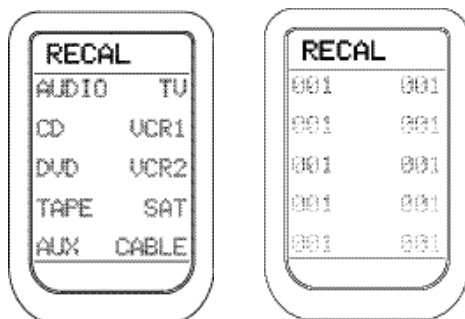 RECAL
AUDIO TV
CD VCR1
DVD VCR2
TAPE SAT
AUX CABLE
RECAL
001 001
001 001
001 001
001 001
001 001